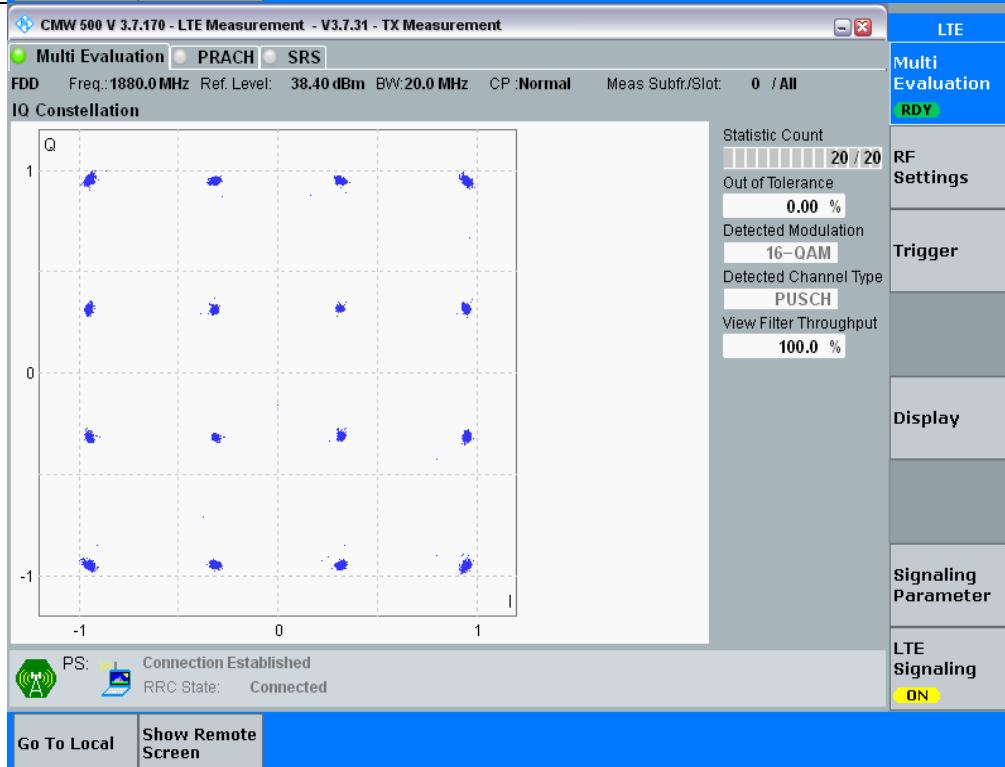 CMW 500 V 3.7.170 - LTE Measurement - V3.7.31 - TX Measurement
LTE
Multi Evaluation PRACH SRS
FDD Freq.:1880.0 MHz Ref. Level: 38.40 dBm BW:20.0 MHz CP :Normal Meas Subfr./Slot: 0 / All
IQ Constellation
Q
1
0
-1
-1 0 1
I
Statistic Count
20 / 20
Out of Tolerance
0.00 %
Detected Modulation
16-QAM
Detected Channel Type
PUSCH
View Filter Throughput
100.0 %
Multi
Evaluation
RDY
RF
Settings
Trigger
Display
Signaling
Parameter
LTE
Signaling
ON
PS: Connection Established
RRC State: Connected
Go To Local
Show Remote
Screen